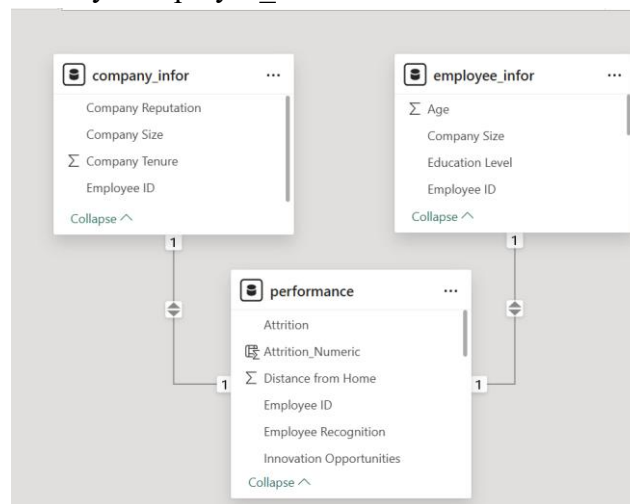 company_infor
Company Reputation
Company Size
Company Tenure
Employee ID
Collapse
1
employee_infor
Age
Company Size
Education Level
Employee ID
Collapse
1
performance
Attrition
Attrition_Numeric
Distance from Home
Employee ID
Employee Recognition
Innovation Opportunities
Collapse
1
1